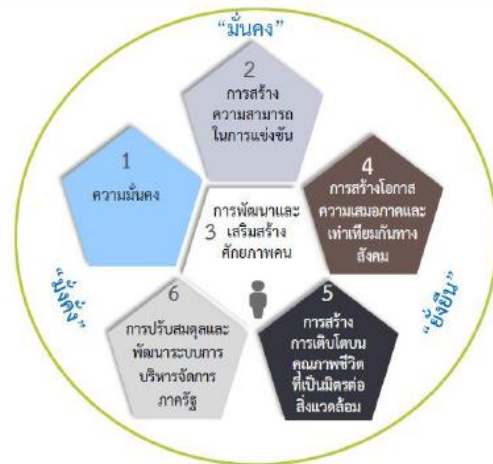 “มั่นคง”
2
การสร้าง
ความสามารถ
ในการแข่งขัน
1
ความมั่นคง
4
การสร้างโอกาส
ความเสมอภาคและ
เท่าเทียมกันทาง
สังคม
การพัฒนาและ
3 เสริมสร้าง
ศักยภาพคน
“มั่งคั่ง”
“ยั่งยืน”
6
การปรับสมดุลและ
พัฒนาระบบการ
บริหารจัดการ
ภาครัฐ
5
การสร้าง
การเติบโตบน
คุณภาพชีวิต
ที่เป็นมิตรต่อ
สิ่งแวดล้อม